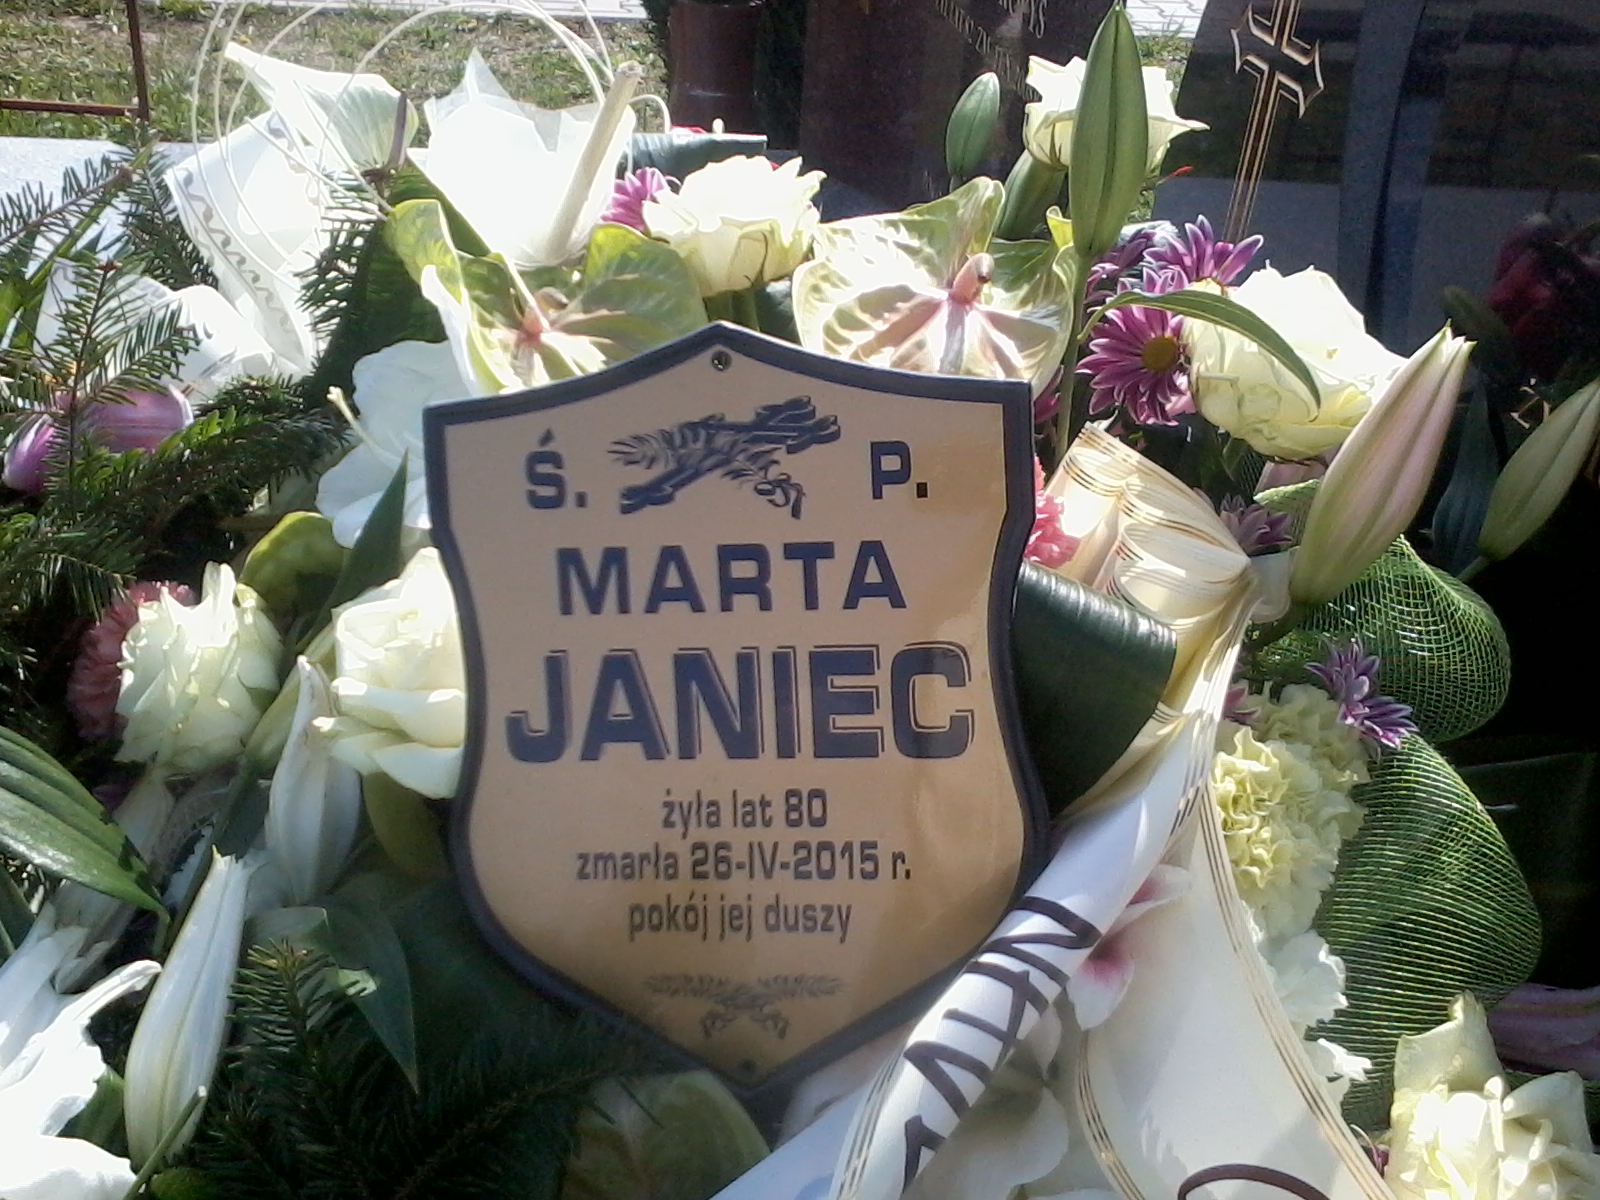 Ś. P.
MARTA
JANIEC
żyła lat 80
zmarła 26-IV-2015 r.
pokój jej duszy